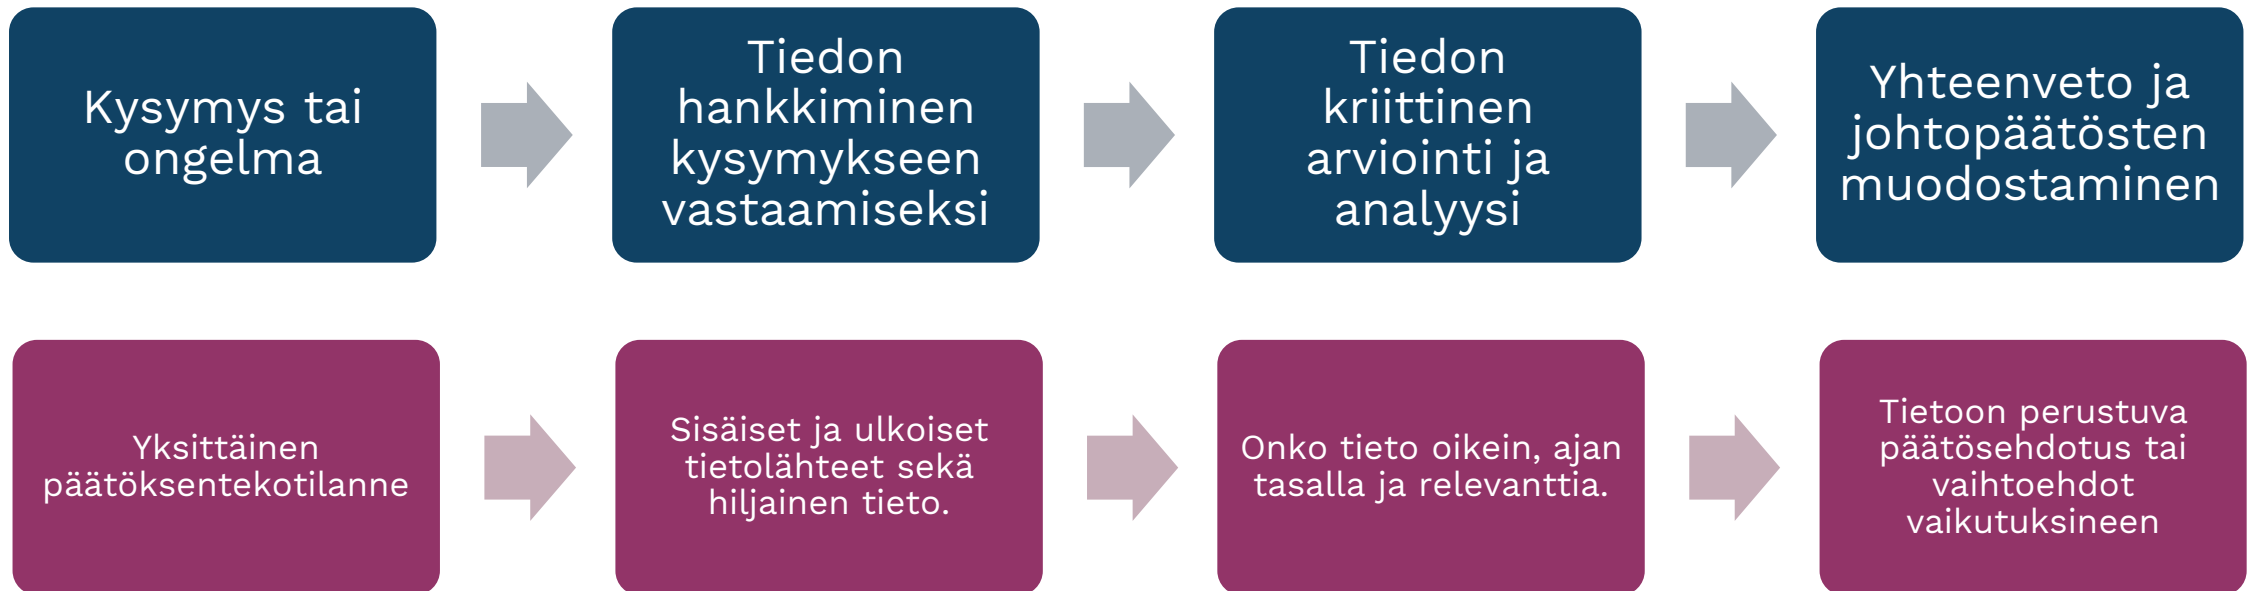 Kysymys tai
ongelma
Tiedon
hankkiminen
kysymykseen
vastaamiseksi
Tiedon
kriittinen
arviointi ja
analyysi
Yhteenveto ja
johtopäätösten
muodostaminen
Yksittäinen
päätöksentekotilanne
Sisäiset ja ulkoiset
tietolähteet sekä
hiljainen tieto.
Onko tieto oikein, ajan
tasalla ja relevanttia.
Tietoon perustuva
päätösehdotus tai
vaihtoehdot
vaikutuksineen